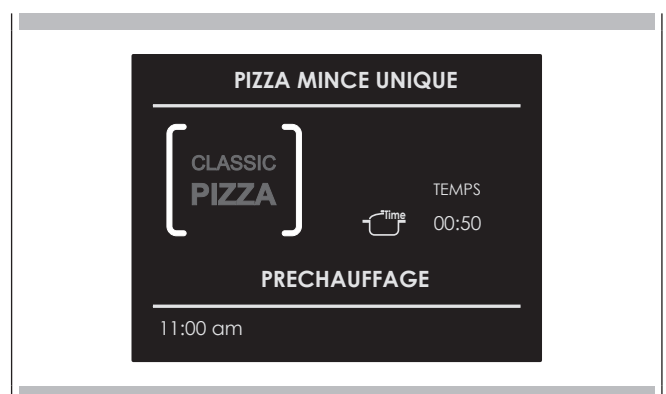 PIZZA MINCE UNIQUE
CLASSIC
PIZZA
TEMPS
Time
00:50
PRECHAUFFAGE
11:00 am